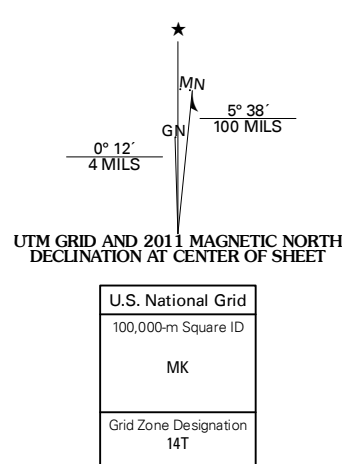 ★
MN
GN
5° 38´
100 MILS
0° 12´
4 MILS
UTM GRID AND 2011 MAGNETIC NORTH
DECLINATION AT CENTER OF SHEET
U.S. National Grid
100,000-m Square ID
MK
Grid Zone Designation
14T